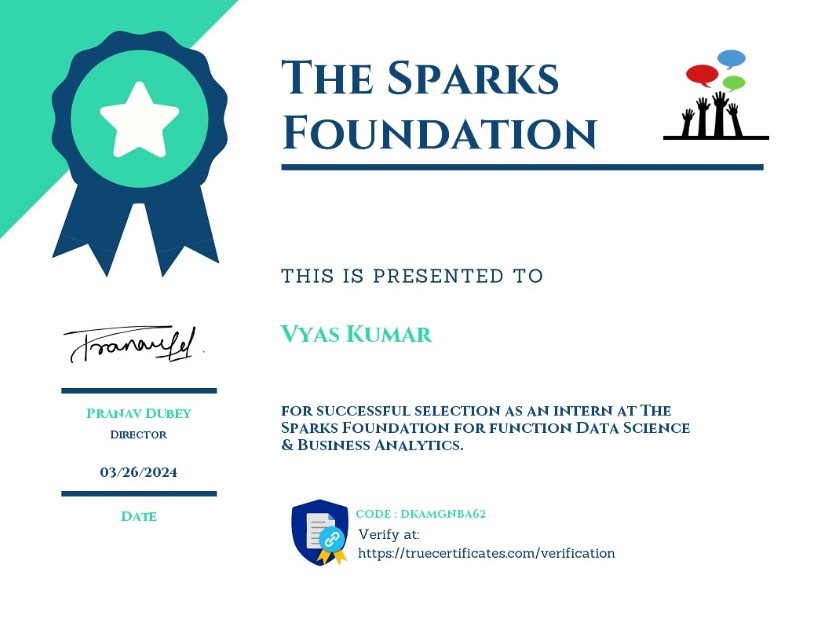 The Sparks
Foundation
THIS IS PRESENTED TO
Vyas Kumar
for successful selection as an intern at The
Sparks Foundation for function Data Science
& Business Analytics.
Pranav Dubey
Director
03/26/2024
Date
Code : DKAMGNBA62
Verify at:
https://truecertificates.com/verification